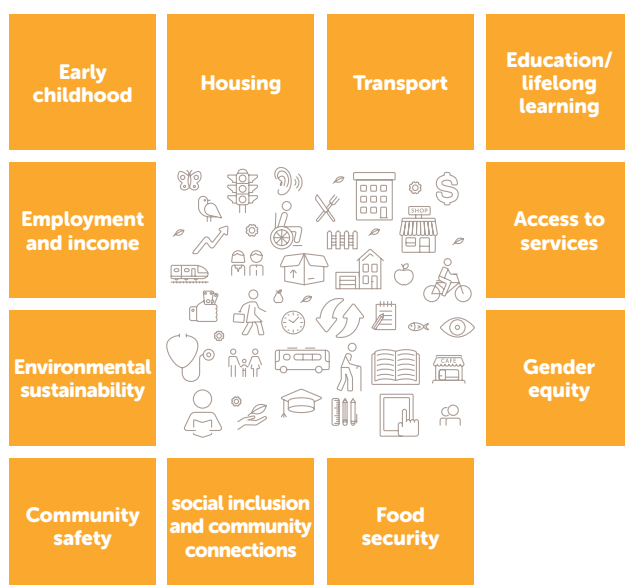 Early
childhood
Housing
Transport
Education/
lifelong
learning
Employment
and income
SHOP
Access to
services
Environmental
sustainability
CAFE
Gender
equity
Community
safety
social inclusion
and community
connections
Food
security